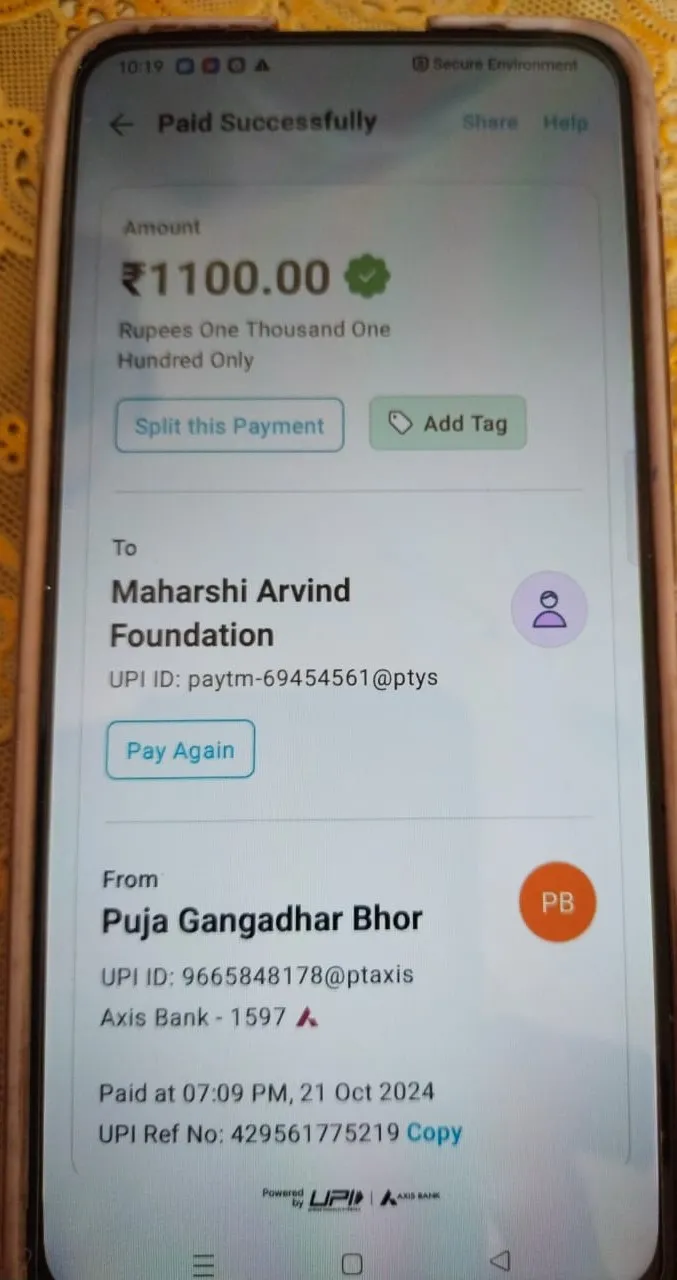 10:19 Secure Environment
Paid Successfully Share Help
Amount
₹1100.00
Rupees One Thousand One
Hundred Only
Split this Payment Add Tag
To
Maharshi Arvind
Foundation
UPI ID: paytm-69454561@ptys
Pay Again
From
Puja Gangadhar Bhor
PB
UPI ID: 9665848178@ptaxis
Axis Bank - 1597
Paid at 07:09 PM, 21 Oct 2024
UPI Ref No: 429561775219 Copy
Powered
by UPI AXIS BANK